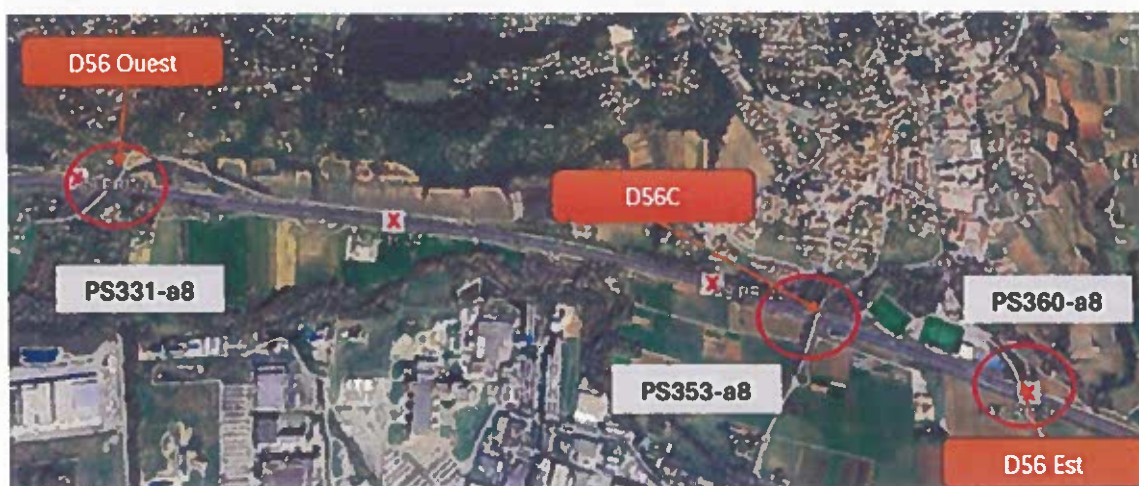 D56 Ouest
D56C
PS331-a8
PS360-a8
PS353-a8
D56 Est